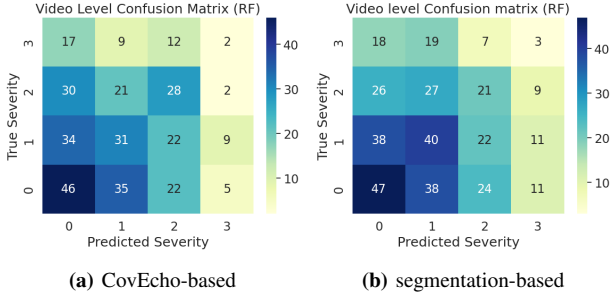 Video Level Confusion Matrix (RF)
True Severity
3 17 9 12 2
2 30 21 28 2
1 34 31 22 9
0 46 35 22 5
0 1 2 3
Predicted Severity
40
30
20
10
(a) CovEcho-based
Video level Confusion matrix (RF)
True Severity
3 18 19 7 3
2 26 27 21 9
1 38 40 22 11
0 47 38 24 11
0 1 2 3
Predicted Severity
40
30
20
10
(b) segmentation-based